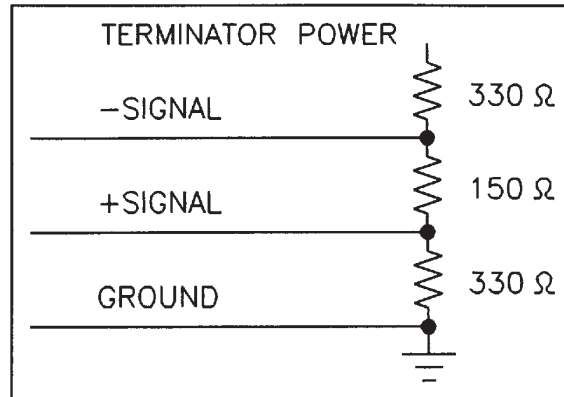 TERMINATOR POWER
330 Ω
−SIGNAL
150 Ω
+SIGNAL
330 Ω
GROUND